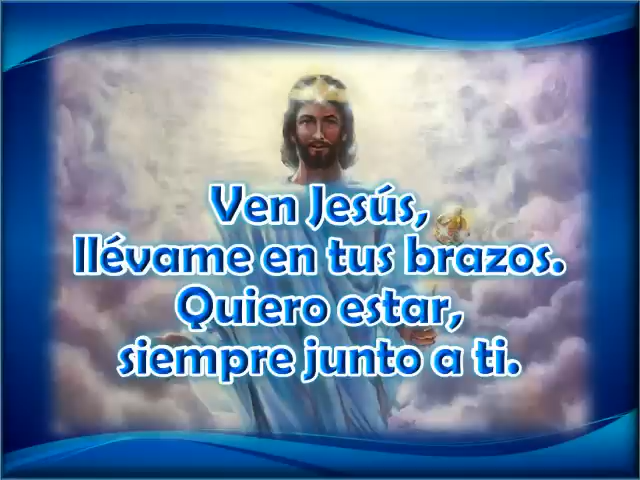 Ven Jesús,
llévame en tus brazos.
Quiero estar,
siempre junto a ti.